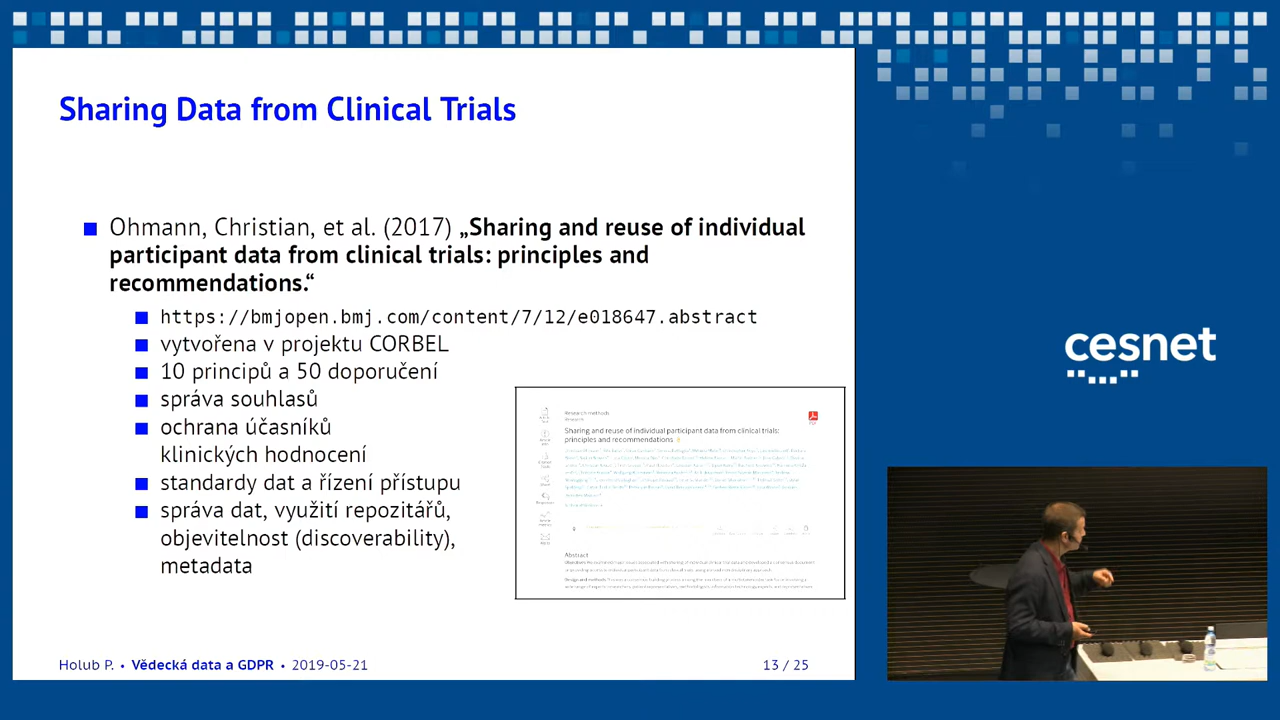 Sharing Data from Clinical Trials
Ohmann, Christian, et al. (2017) „Sharing and reuse of individual
participant data from clinical trials: principles and
recommendations.“
https://bmjopen.bmj.com/content/7/12/e018647.abstract
vytvořena v projektu CORBEL
10 principů a 50 doporučení
správa souhlasů
ochrana účasníků
klinických hodnocení
standardy dat a řízení přístupu
správa dat, využití repozitářů,
objevitelnost (discoverability),
metadata
Research methods
Sharing and reuse of individual participant data from clinical trials:
principles and recommendations
Abstract
Holub P. • Vědecká data a GDPR • 2019-05-21
13 / 25
cesnet